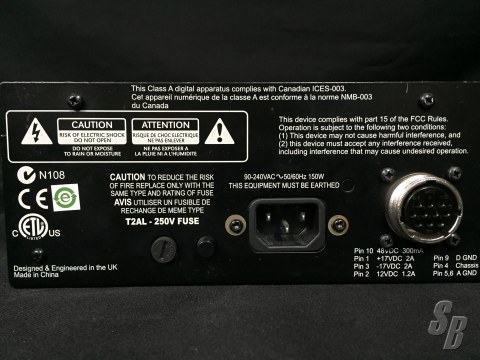 This Class A digital apparatus complies with Canadian ICES-003.
Cet appareil numérique de la classe A est conforme à la norme NMB-003
du Canada
CAUTION
RISK OF ELECTRIC SHOCK
DO NOT OPEN
DO NOT EXPOSE
TO RAIN OR MOISTURE
ATTENTION
RISQUE DE CHOC ELECTRIQUE
NE PAS ENLEVER
NE PAS EXPOSER A
LA PLUIE NI A L'HUMIDITE
This device complies with part 15 of the FCC Rules.
Operation is subject to the following two conditions:
(1) This device may not cause harmful interference, and
(2) this device must accept any interference received,
including interference that may cause undesired operation.
N108
CE
e
C ETL US
CAUTION TO REDUCE THE RISK
OF FIRE REPLACE ONLY WITH THE
SAME TYPE AND RATING OF FUSE
AVIS UTILISER UN FUSIBLE DE
RECHANGE DE MEME TYPE
T2AL - 250V FUSE
90-240VAC ~50/60Hz 150W
THIS EQUIPMENT MUST BE EARTHED
Pin 10 48VDC 300mA
Pin 1 +17VDC 2A Pin 9 D GND
Pin 3 -17VDC 2A Pin 4 Chassis
Pin 2 12VDC 1.2A Pin 5,6 A GND
Designed & Engineered in the UK
Made in China
SB